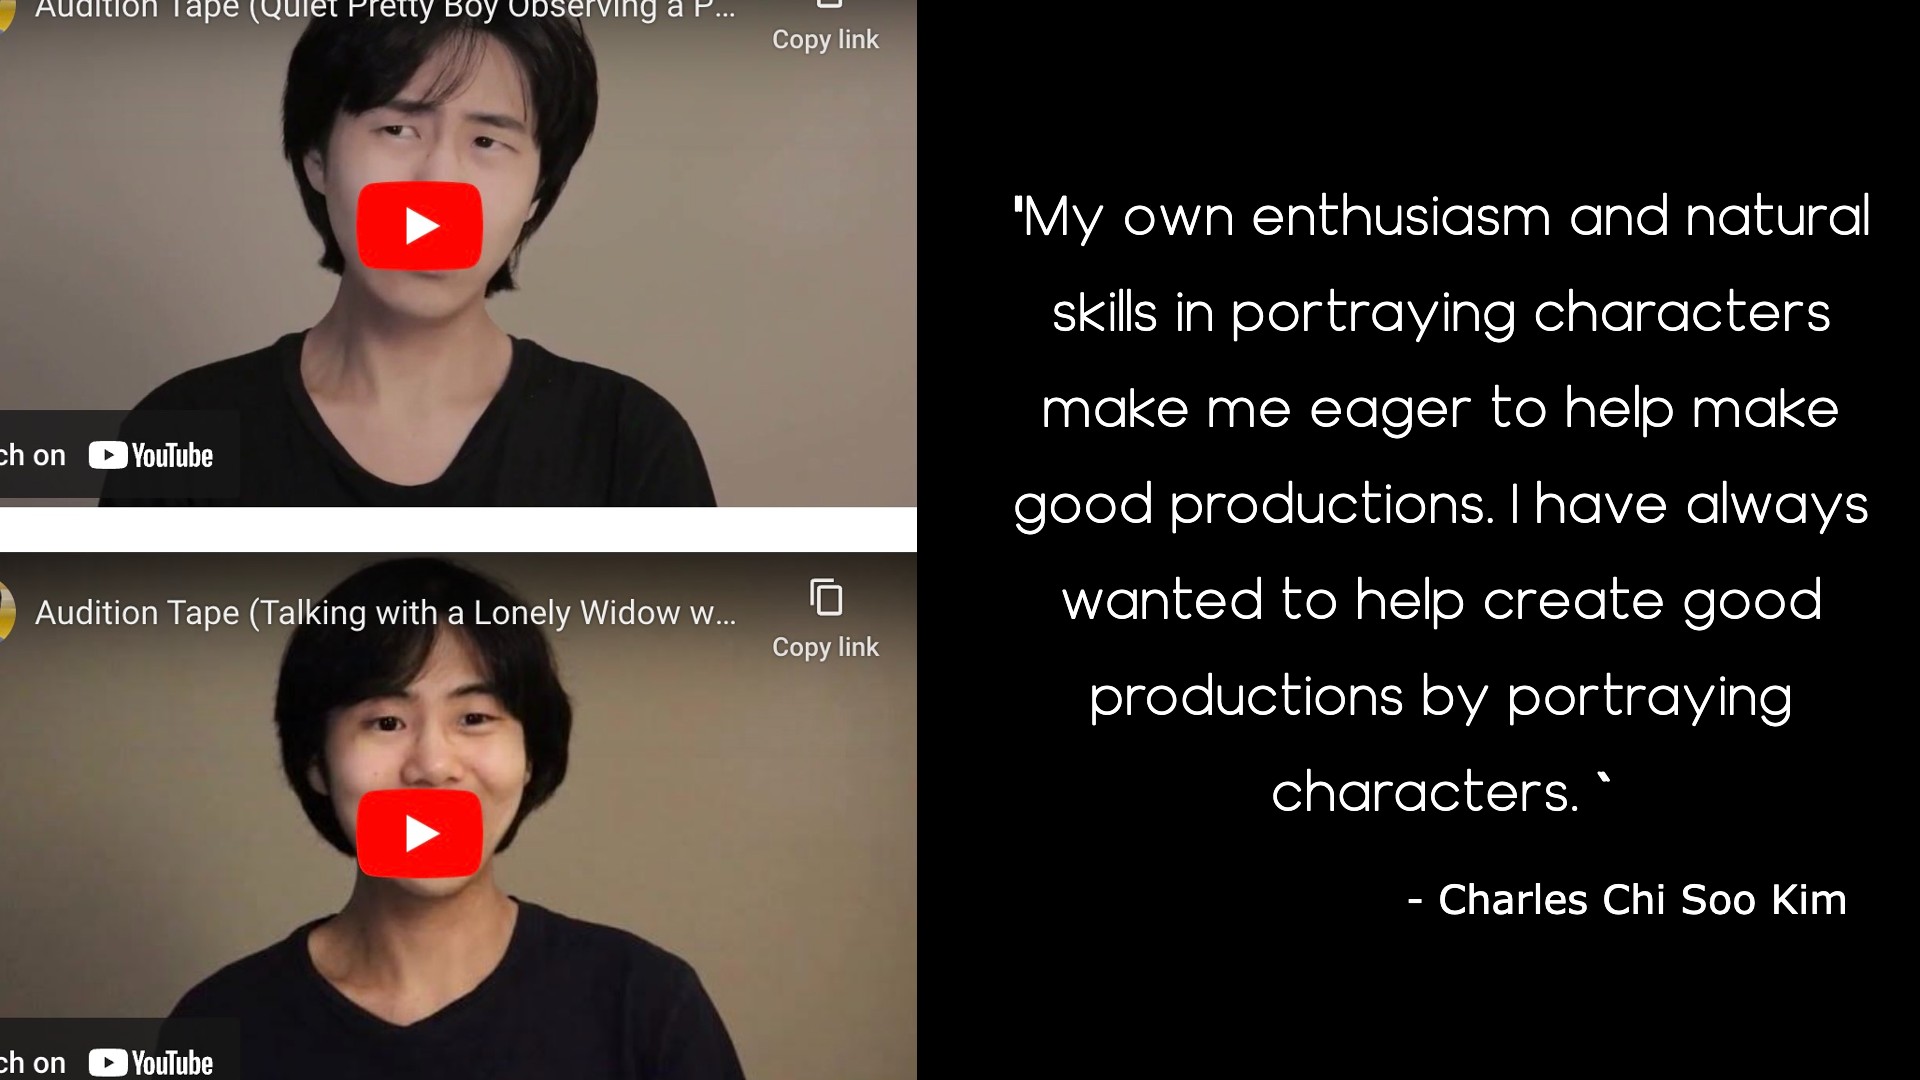 Audition Tape (Quiet Pretty Boy Observing a P...
Copy link
ch on YouTube
Audition Tape (Talking with a Lonely Widow w...
Copy link
ch on YouTube
"My own enthusiasm and natural
skills in portraying characters
make me eager to help make
good productions. I have always
wanted to help create good
productions by portraying
characters. `
- Charles Chi Soo Kim